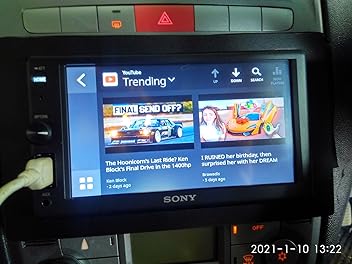 HOME
YouTube
Trending
UP
DOWN
SEARCH
FINAL SEND OFF?
The Hoonicorn's Last Ride? Ken
Block's Final Drive in the 1400hp
Ken Block
• 2 days ago
I RUINED her birthday, then
surprised her with her DREAM
• 5 days ago
SONY
OFF
2021-1-10 13:22